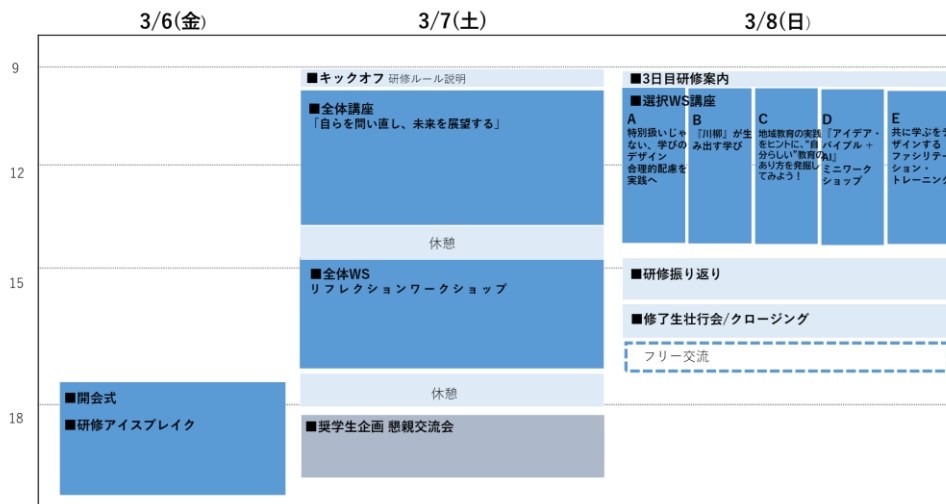 3/6(金)
3/7(土)
3/8(日)
9
12
15
18
■開会式
■研修アイスブレイク
■キックオフ 研修ルール説明
■全体講座
「自らを問い直し、未来を展望する」
休憩
■全体WS
リフレクションワークショップ
休憩
■奨学生企画 懇親交流会
■3日目研修案内
■選択WS講座
A
特別扱いじゃ
ない、学びの
デザイン
合理的配慮を
実践へ
B
『川柳』が生
み出す学び
C
地域教育の実践
をヒントに、“自
分らしい”教育の
あり方を発掘し
てみよう！
D
『アイデア・
バイブル +
AI』
ミニワーク
ショップ
E
共に学ぶをデ
ザインする
ファシリテー
ション・
トレーニング
■研修振り返り
■修了生壮行会/クロージング
フリー交流